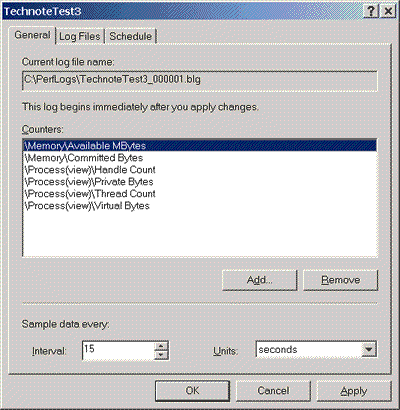 TechnoteTest3
General Log Files Schedule
Current log file name:
C:\PerfLogs\TechnoteTest3_000001.blg
This log begins immediately after you apply changes.
Counters:
\Memory\Available MBytes
\Memory\Committed Bytes
\Process(view)\Handle Count
\Process(view)\Private Bytes
\Process(view)\Thread Count
\Process(view)\Virtual Bytes
Add... Remove
Sample data every:
Interval: 15 Units: seconds
OK Cancel Apply